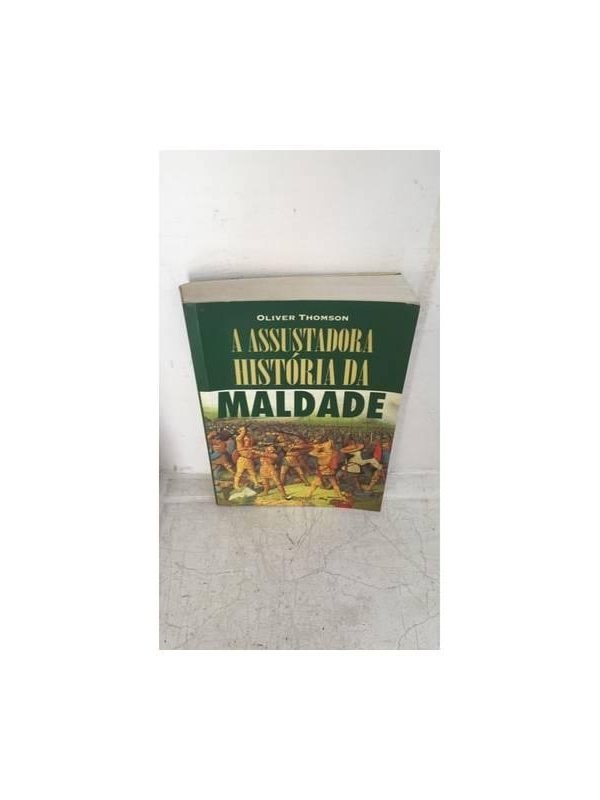 OLIVER THOMSON
A ASSUSTADORA
HISTÓRIA DA
MALDADE